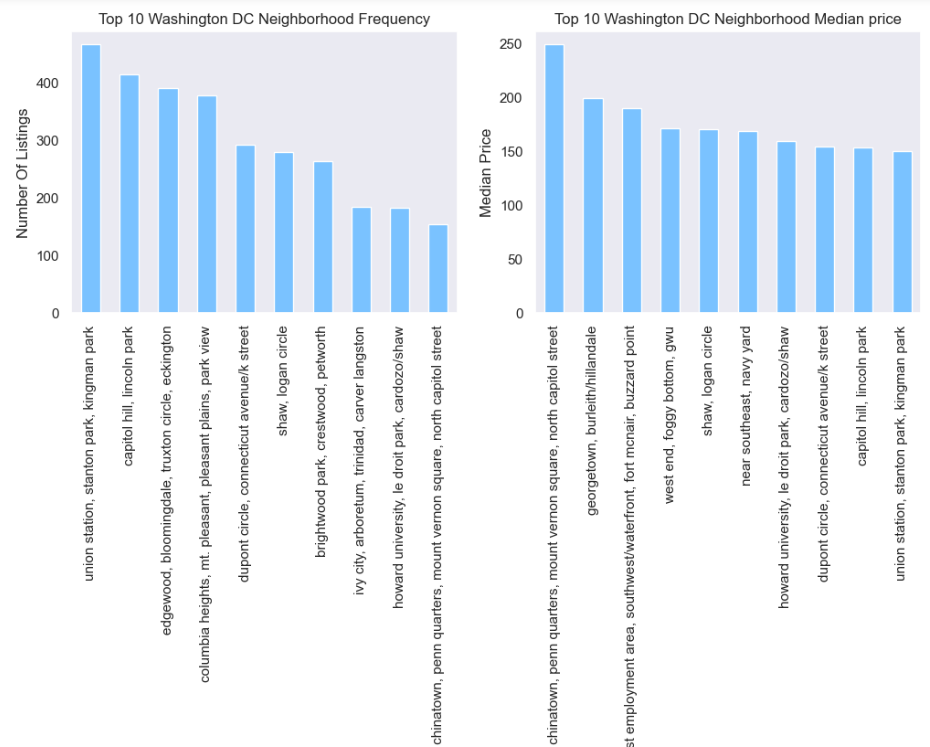 Top 10 Washington DC Neighborhood Frequency
Number Of Listings
400
300
200
100
0
union station, stanton park, kingman park
capitol hill, lincoln park
edgewood, bloomingdale, truxton circle, eckington
columbia heights, mt. pleasant, pleasant plains, park view
dupont circle, connecticut avenue/k street
shaw, logan circle
brightwood park, crestwood, petworth
ivy city, arboretum, trinidad, carver langston
howard university, le droit park, cardozo/shaw
chinatown, penn quarters, mount vernon square, north capitol street
Top 10 Washington DC Neighborhood Median price
Median Price
250
200
150
100
50
0
chinatown, penn quarters, mount vernon square, north capitol street
georgetown, burleith/hillandale
st employment area, southwest/waterfront, fort mcnair, buzzard point
west end, foggy bottom, gwu
shaw, logan circle
near southeast, navy yard
howard university, le droit park, cardozo/shaw
dupont circle, connecticut avenue/k street
capitol hill, lincoln park
union station, stanton park, kingman park